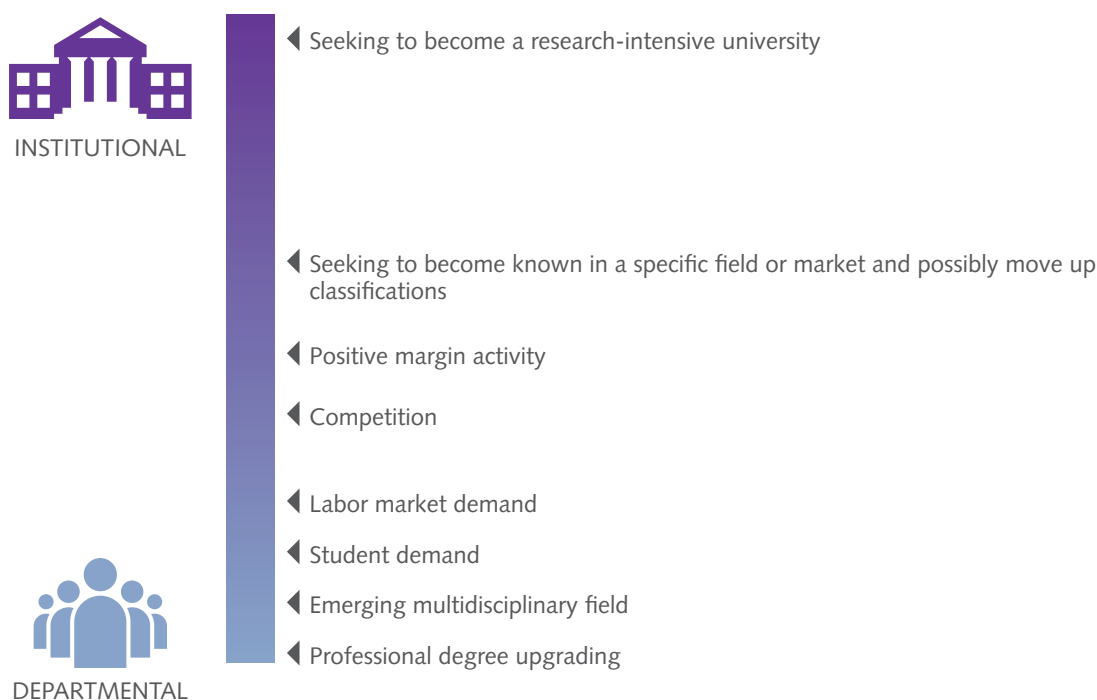 Seeking to become a research-intensive university
INSTITUTIONAL
Seeking to become known in a specific field or market and possibly move up
classifications
Positive margin activity
Competition
Labor market demand
Student demand
Emerging multidisciplinary field
Professional degree upgrading
DEPARTMENTAL